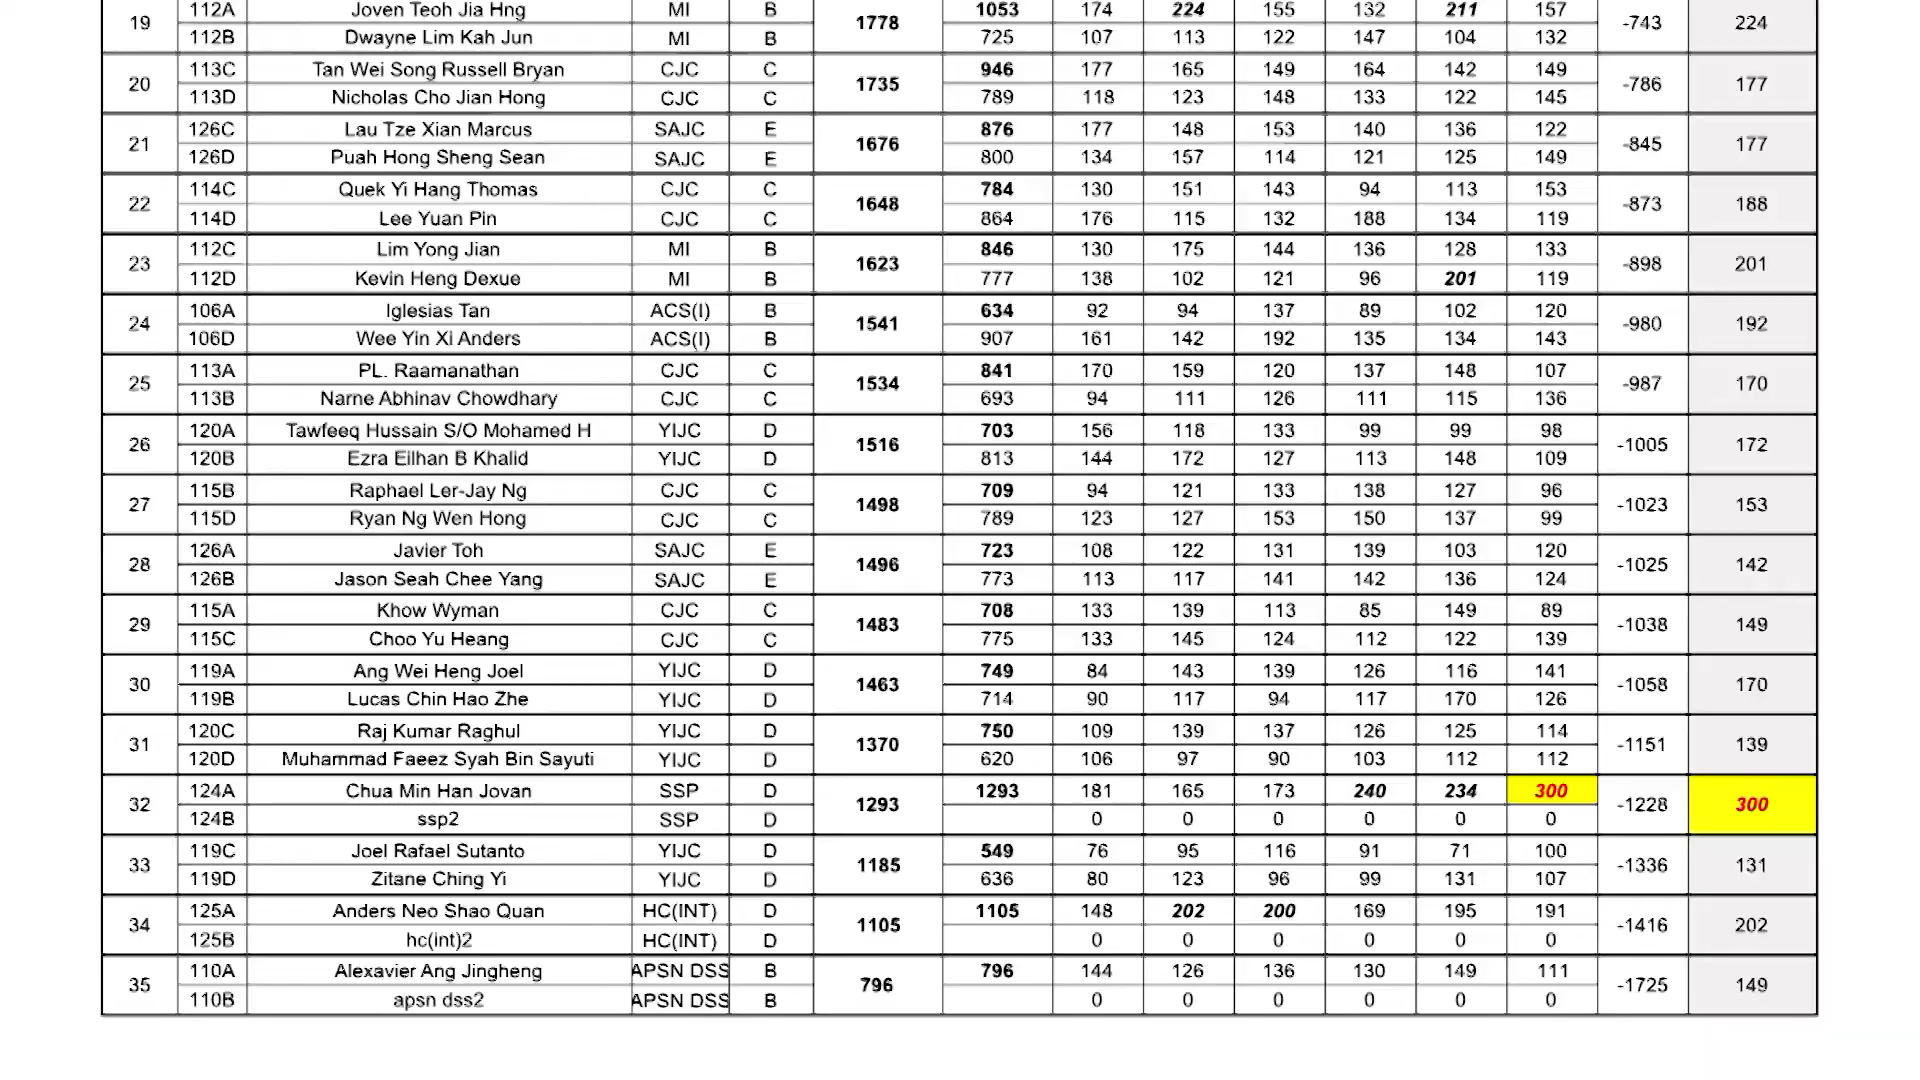 112A Joven Teoh Jia Hng MI B 1053 174 224 155 132 211 157
19 1778 -743 224
112B Dwayne Lim Kah Jun MI B 725 107 113 122 147 104 132
113C Tan Wei Song Russell Bryan CJC C 946 177 165 149 164 142 149
20 1735 -786 177
113D Nicholas Cho Jian Hong CJC C 789 118 123 148 133 122 145
126C Lau Tze Xian Marcus SAJC E 876 177 148 153 140 136 122
21 1676 -845 177
126D Puah Hong Sheng Sean SAJC E 800 134 157 114 121 125 149
114C Quek Yi Hang Thomas CJC C 784 130 151 143 94 113 153
22 1648 -873 188
114D Lee Yuan Pin CJC C 864 176 115 132 188 134 119
112C Lim Yong Jian MI B 846 130 175 144 136 128 133
23 1623 -898 201
112D Kevin Heng Dexue MI B 777 138 102 121 96 201 119
106A Iglesias Tan ACS(I) B 634 92 94 137 89 102 120
24 1541 -980 192
106D Wee Yin Xi Anders ACS(I) B 907 161 142 192 135 134 143
113A PL. Raamanathan CJC C 841 170 159 120 137 148 107
25 1534 -987 170
113B Narne Abhinav Chowdhary CJC C 693 94 111 126 111 115 136
120A Tawfeeq Hussain S/O Mohamed H YIJC D 703 156 118 133 99 99 98
26 1516 -1005 172
120B Ezra Eilhan B Khalid YIJC D 813 144 172 127 113 148 109
115B Raphael Ler-Jay Ng CJC C 709 94 121 133 138 127 96
27 1498 -1023 153
115D Ryan Ng Wen Hong CJC C 789 123 127 153 150 137 99
126A Javier Toh SAJC E 723 108 122 131 139 103 120
28 1496 -1025 142
126B Jason Seah Chee Yang SAJC E 773 113 117 141 142 136 124
115A Khow Wyman CJC C 708 133 139 113 85 149 89
29 1483 -1038 149
115C Choo Yu Heang CJC C 775 133 145 124 112 122 139
119A Ang Wei Heng Joel YIJC D 749 84 143 139 126 116 141
30 1463 -1058 170
119B Lucas Chin Hao Zhe YIJC D 714 90 117 94 117 170 126
120C Raj Kumar Raghul YIJC D 750 109 139 137 126 125 114
31 1370 -1151 139
120D Muhammad Faeez Syah Bin Sayuti YIJC D 620 106 97 90 103 112 112
124A Chua Min Han Jovan SSP D 1293 181 165 173 240 234 300
32 1293 -1228 300
124B ssp2 SSP D 0 0 0 0 0 0
119C Joel Rafael Sutanto YIJC D 549 76 95 116 91 71 100
33 1185 -1336 131
119D Zitane Ching Yi YIJC D 636 80 123 96 99 131 107
125A Anders Neo Shao Quan HC(INT) D 1105 148 202 200 169 195 191
34 1105 -1416 202
125B hc(int)2 HC(INT) D 0 0 0 0 0 0
110A Alexavier Ang Jingheng APSN DSS B 796 144 126 136 130 149 111
35 796 -1725 149
110B apsn dss2 APSN DSS B 0 0 0 0 0 0